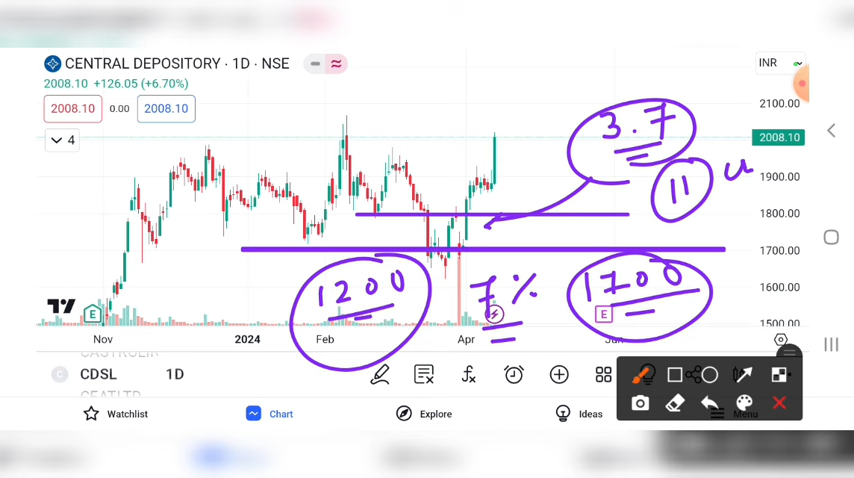 CENTRAL DEPOSITORY · 1D · NSE
INR
2008.10 +126.05 (+6.70%)
2008.10 0.00 2008.10
4
2100.00
2008.10
1900.00
1800.00
1700.00
1600.00
1500.00
3.7
11
1200
7%
1700
E
E
Nov 2024 Feb Apr Jun
CDSL 1D
Watchlist Chart Explore Ideas Menu